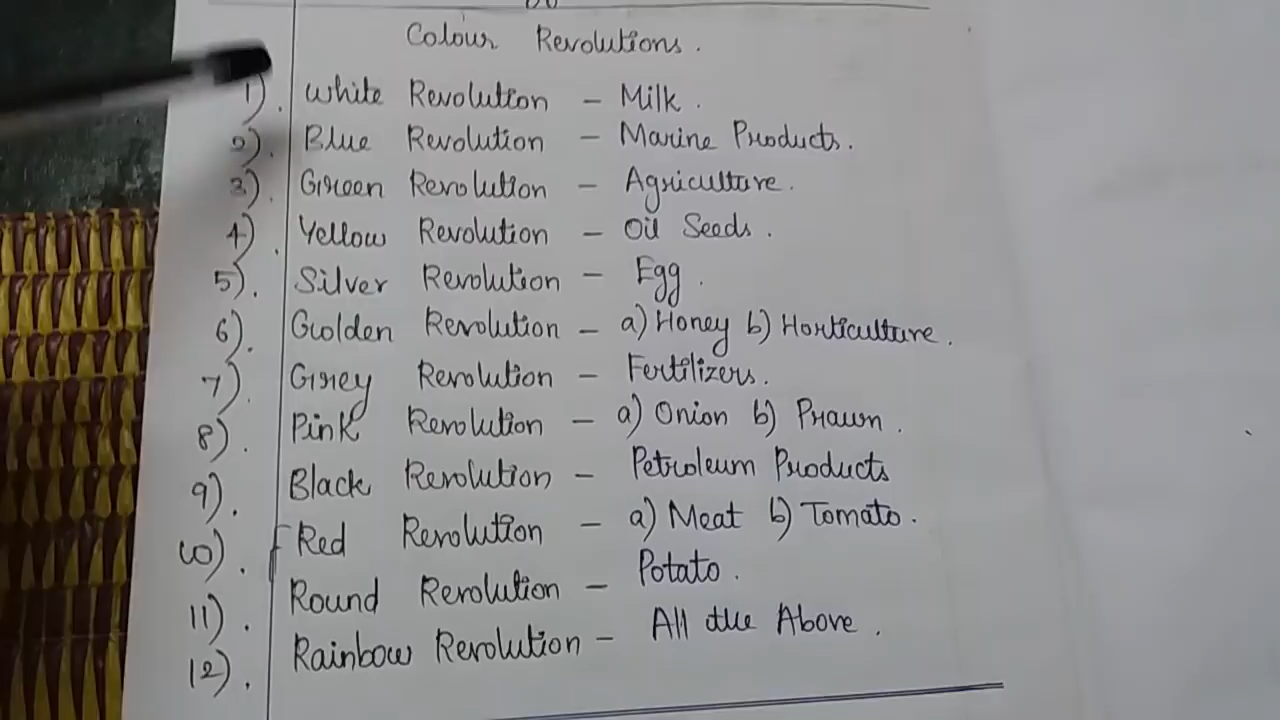 Colour Revolutions.
1). White Revolution - Milk.
2). Blue Revolution - Marine Products.
3). Green Revolution - Agriculture.
4). Yellow Revolution - Oil Seeds.
5). Silver Revolution - Egg.
6). Golden Revolution - a) Honey b) Horticulture.
7). Grey Revolution - Fertilizers.
8). Pink Revolution - a) Onion b) Prawn.
9). Black Revolution - Petroleum Products
10). Red Revolution - a) Meat b) Tomato.
11). Round Revolution - Potato.
12). Rainbow Revolution - All the Above.